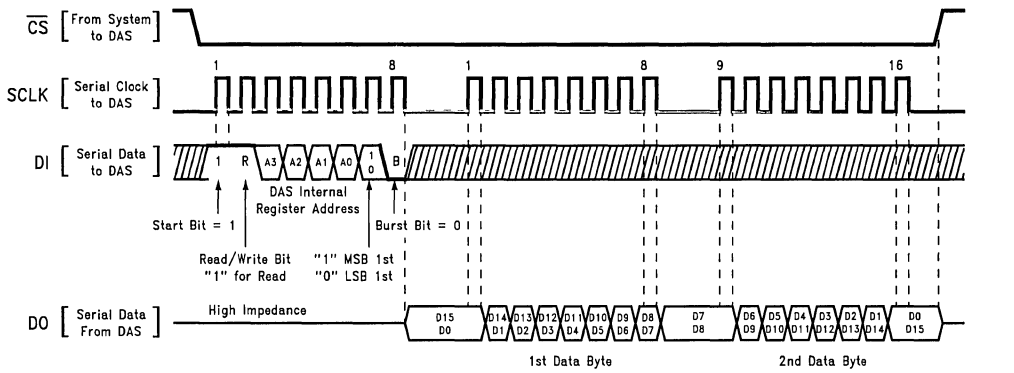 CS [From System to DAS]
1 8 1 8 9 16
SCLK [Serial Clock to DAS]
DI [Serial Data to DAS]
1 R A3 A2 A1 A0 1 0 B
DAS Internal
Register Address
Start Bit = 1
Burst Bit = 0
Read/Write Bit
"1" for Read
"1" MSB 1st
"0" LSB 1st
DO [Serial Data From DAS]
High Impedance
D15 D14 D13 D12 D11 D10 D9 D8 D7 D6 D5 D4 D3 D2 D1 D0
D0 D1 D2 D3 D4 D5 D6 D7 D8 D9 D10 D11 D12 D13 D14 D15
1st Data Byte
2nd Data Byte